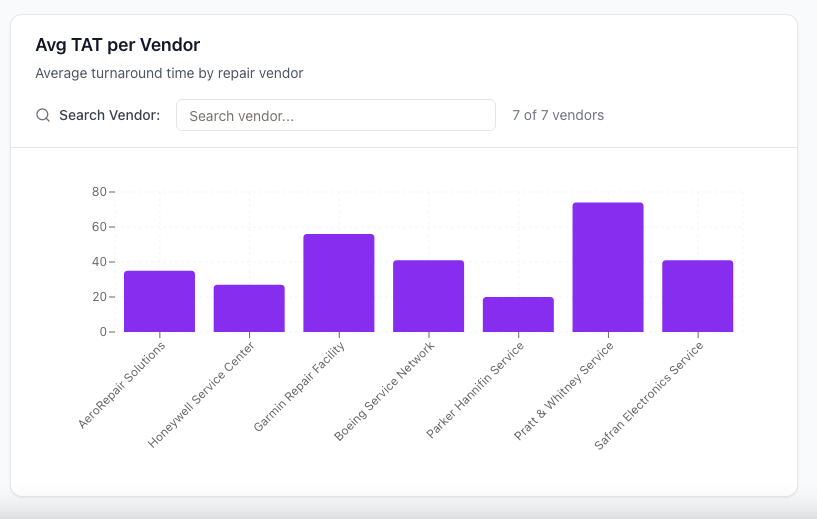 Avg TAT per Vendor
Average turnaround time by repair vendor
Search Vendor: Search vendor... 7 of 7 vendors
80
60
40
20
0
AeroRepair Solutions
Honeywell Service Center
Garmin Repair Facility
Boeing Service Network
Parker Hannifin Service
Pratt & Whitney Service
Safran Electronics Service